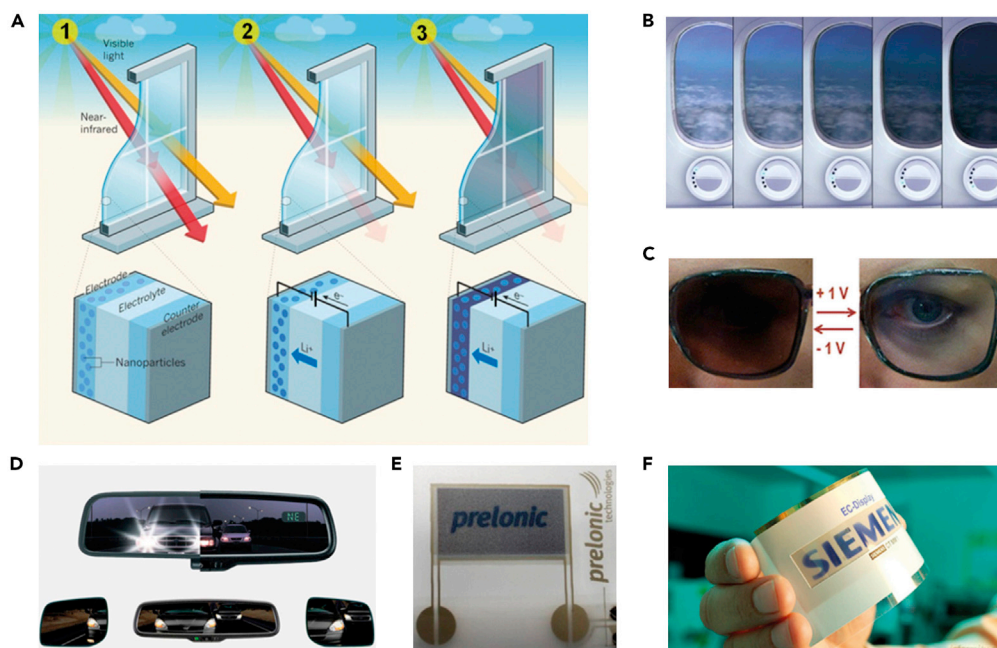 A
1
2
3
Visible
light
Near-
infrared
Electrode
Electrolyte
Counter
electrode
Nanoparticles
Li⁺
e⁻
Li⁺
e⁻
B
C
+1 V
-1 V
D
NE
E
prelonic
prelonic
technologies
F
EC-Display
SIEMEN